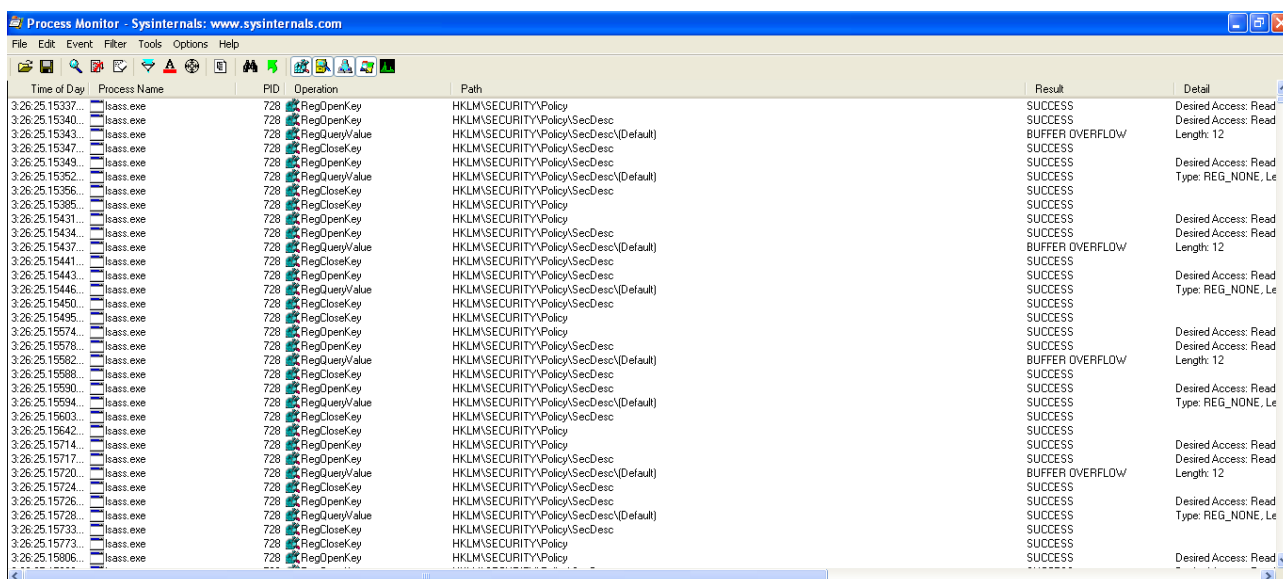 Process Monitor - Sysinternals: www.sysinternals.com
File Edit Event Filter Tools Options Help
Time of Day Process Name PID Operation Path Result Detail
3:26:25.15337... lsass.exe 728 RegOpenKey HKLM\SECURITY\Policy SUCCESS Desired Access: Read
3:26:25.15340... lsass.exe 728 RegOpenKey HKLM\SECURITY\Policy\SecDesc SUCCESS Desired Access: Read
3:26:25.15343... lsass.exe 728 RegQueryValue HKLM\SECURITY\Policy\SecDesc\(Default) BUFFER OVERFLOW Length: 12
3:26:25.15347... lsass.exe 728 RegCloseKey HKLM\SECURITY\Policy\SecDesc SUCCESS
3:26:25.15349... lsass.exe 728 RegOpenKey HKLM\SECURITY\Policy\SecDesc SUCCESS Desired Access: Read
3:26:25.15352... lsass.exe 728 RegQueryValue HKLM\SECURITY\Policy\SecDesc\(Default) SUCCESS Type: REG_NONE, Le
3:26:25.15356... lsass.exe 728 RegCloseKey HKLM\SECURITY\Policy\SecDesc SUCCESS
3:26:25.15385... lsass.exe 728 RegCloseKey HKLM\SECURITY\Policy SUCCESS
3:26:25.15431... lsass.exe 728 RegOpenKey HKLM\SECURITY\Policy SUCCESS Desired Access: Read
3:26:25.15434... lsass.exe 728 RegOpenKey HKLM\SECURITY\Policy\SecDesc SUCCESS Desired Access: Read
3:26:25.15437... lsass.exe 728 RegQueryValue HKLM\SECURITY\Policy\SecDesc\(Default) BUFFER OVERFLOW Length: 12
3:26:25.15441... lsass.exe 728 RegCloseKey HKLM\SECURITY\Policy\SecDesc SUCCESS
3:26:25.15443... lsass.exe 728 RegOpenKey HKLM\SECURITY\Policy\SecDesc SUCCESS Desired Access: Read
3:26:25.15446... lsass.exe 728 RegQueryValue HKLM\SECURITY\Policy\SecDesc\(Default) SUCCESS Type: REG_NONE, Le
3:26:25.15450... lsass.exe 728 RegCloseKey HKLM\SECURITY\Policy\SecDesc SUCCESS
3:26:25.15495... lsass.exe 728 RegCloseKey HKLM\SECURITY\Policy SUCCESS
3:26:25.15574... lsass.exe 728 RegOpenKey HKLM\SECURITY\Policy SUCCESS Desired Access: Read
3:26:25.15578... lsass.exe 728 RegOpenKey HKLM\SECURITY\Policy\SecDesc SUCCESS Desired Access: Read
3:26:25.15582... lsass.exe 728 RegQueryValue HKLM\SECURITY\Policy\SecDesc\(Default) BUFFER OVERFLOW Length: 12
3:26:25.15588... lsass.exe 728 RegCloseKey HKLM\SECURITY\Policy\SecDesc SUCCESS
3:26:25.15590... lsass.exe 728 RegOpenKey HKLM\SECURITY\Policy\SecDesc SUCCESS Desired Access: Read
3:26:25.15594... lsass.exe 728 RegQueryValue HKLM\SECURITY\Policy\SecDesc\(Default) SUCCESS Type: REG_NONE, Le
3:26:25.15603... lsass.exe 728 RegCloseKey HKLM\SECURITY\Policy\SecDesc SUCCESS
3:26:25.15642... lsass.exe 728 RegCloseKey HKLM\SECURITY\Policy SUCCESS
3:26:25.15714... lsass.exe 728 RegOpenKey HKLM\SECURITY\Policy SUCCESS Desired Access: Read
3:26:25.15717... lsass.exe 728 RegOpenKey HKLM\SECURITY\Policy\SecDesc SUCCESS Desired Access: Read
3:26:25.15720... lsass.exe 728 RegQueryValue HKLM\SECURITY\Policy\SecDesc\(Default) BUFFER OVERFLOW Length: 12
3:26:25.15724... lsass.exe 728 RegCloseKey HKLM\SECURITY\Policy\SecDesc SUCCESS
3:26:25.15726... lsass.exe 728 RegOpenKey HKLM\SECURITY\Policy\SecDesc SUCCESS Desired Access: Read
3:26:25.15728... lsass.exe 728 RegQueryValue HKLM\SECURITY\Policy\SecDesc\(Default) SUCCESS Type: REG_NONE, Le
3:26:25.15733... lsass.exe 728 RegCloseKey HKLM\SECURITY\Policy\SecDesc SUCCESS
3:26:25.15773... lsass.exe 728 RegCloseKey HKLM\SECURITY\Policy SUCCESS
3:26:25.15806... lsass.exe 728 RegOpenKey HKLM\SECURITY\Policy SUCCESS Desired Access: Read